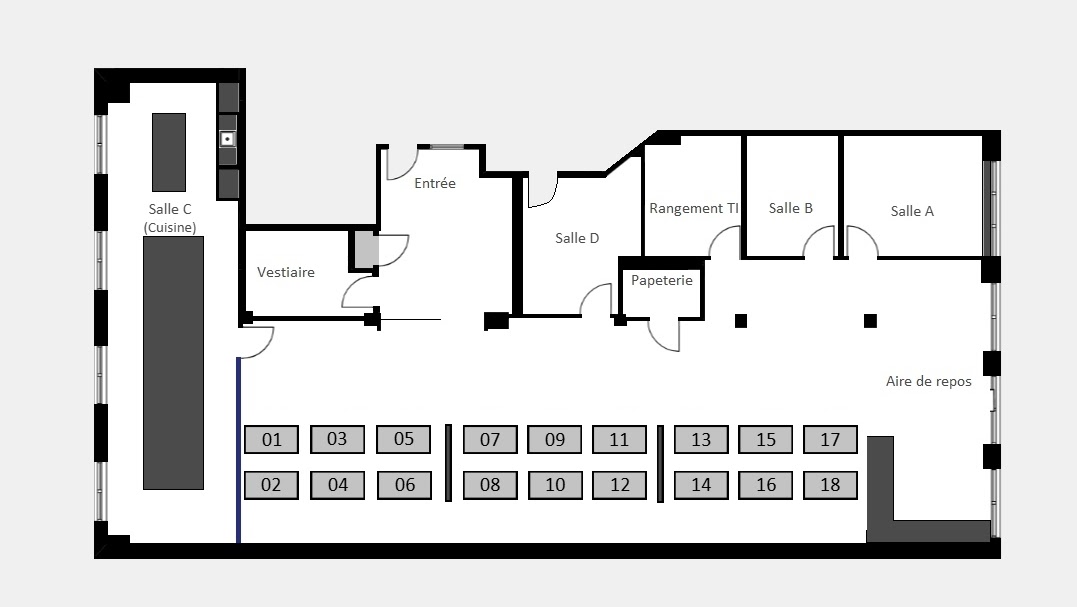 Entrée
Salle C
(Cuisine)
Vestiaire
Salle D
Rangement TI
Salle B
Salle A
Papeterie
Aire de repos
01 03 05 07 09 11 13 15 17
02 04 06 08 10 12 14 16 18